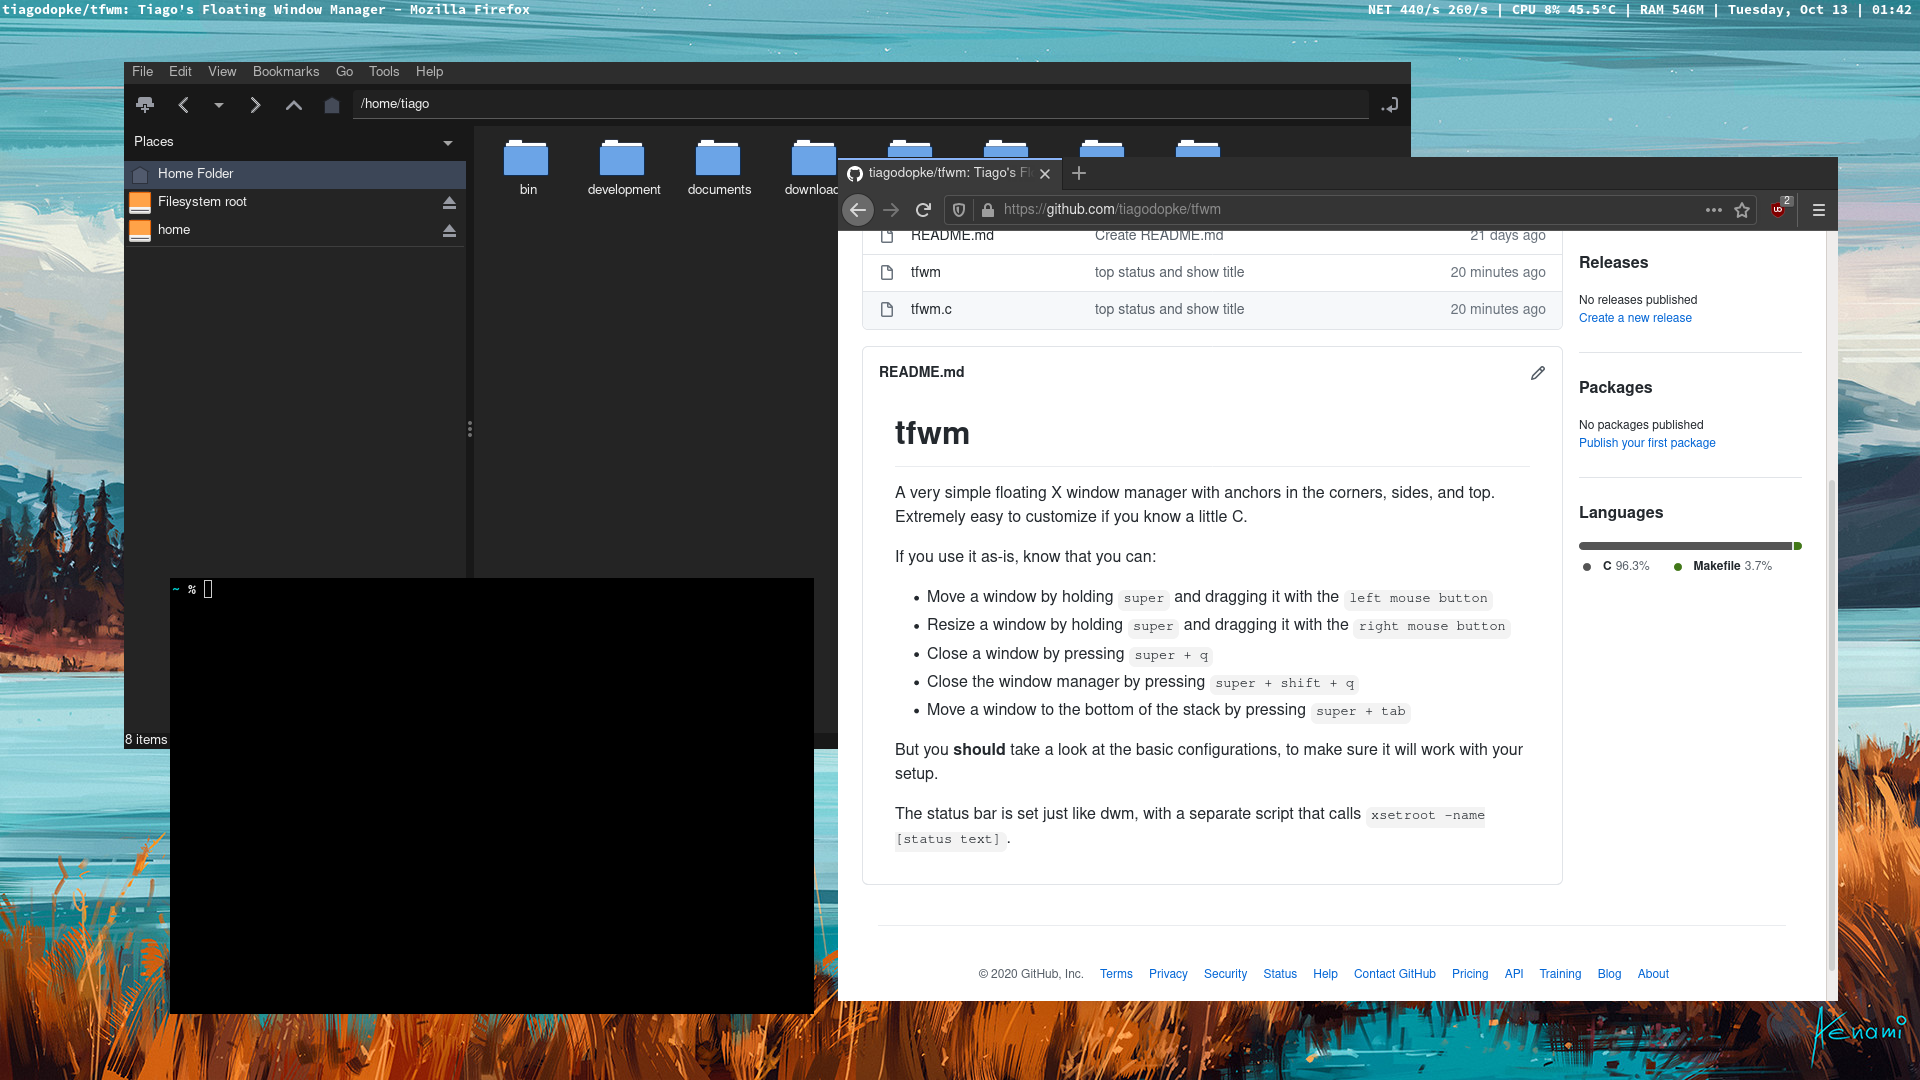 tiagodopke/tfwm: Tiago's Floating Window Manager - Mozilla Firefox
NET 440/s 260/s | CPU 8% 45.5°C | RAM 546M | Tuesday, Oct 13 | 01:42
File Edit View Bookmarks Go Tools Help
/home/tiago
Places
Home Folder
Filesystem root
home
bin development documents
8 items
~ %
tiagodopke/tfwm: Tiago's
2
https://github.com/tiagodopke/tfwm
README.md Create README.md 21 days ago
tfwm top status and show title 20 minutes ago
tfwm.c top status and show title 20 minutes ago
README.md
tfwm
A very simple floating X window manager with anchors in the corners, sides, and top.
Extremely easy to customize if you know a little C.
If you use it as-is, know that you can:
• Move a window by holding super and dragging it with the left mouse button
• Resize a window by holding super and dragging it with the right mouse button
• Close a window by pressing super + q
• Close the window manager by pressing super + shift + q
• Move a window to the bottom of the stack by pressing super + tab
But you should take a look at the basic configurations, to make sure it will work with your
setup.
The status bar is set just like dwm, with a separate script that calls xsetroot -name
[status text].
Releases
No releases published
Create a new release
Packages
No packages published
Publish your first package
Languages
C 96.3% Makefile 3.7%
© 2020 GitHub, Inc. Terms Privacy Security Status Help Contact GitHub Pricing API Training Blog About
Kenami